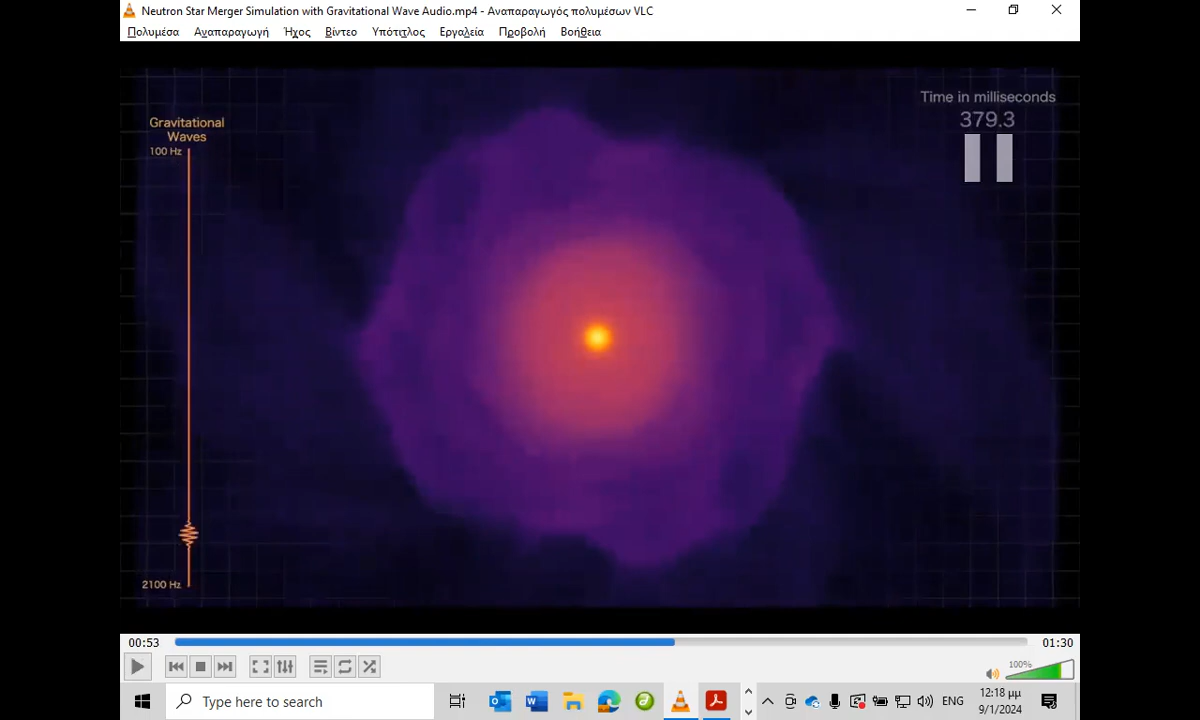 Neutron Star Merger Simulation with Gravitational Wave Audio.mp4 - Αναπαραγωγός πολυμέσων VLC
Πολυμέσα Αναπαραγωγή Ήχος Βίντεο Υπότιτλος Εργαλεία Προβολή Βοήθεια
Time in milliseconds
379.3
Gravitational
Waves
100 Hz
2100 Hz
00:53
01:30
100%
Type here to search
ENG
12:18 μμ
9/1/2024